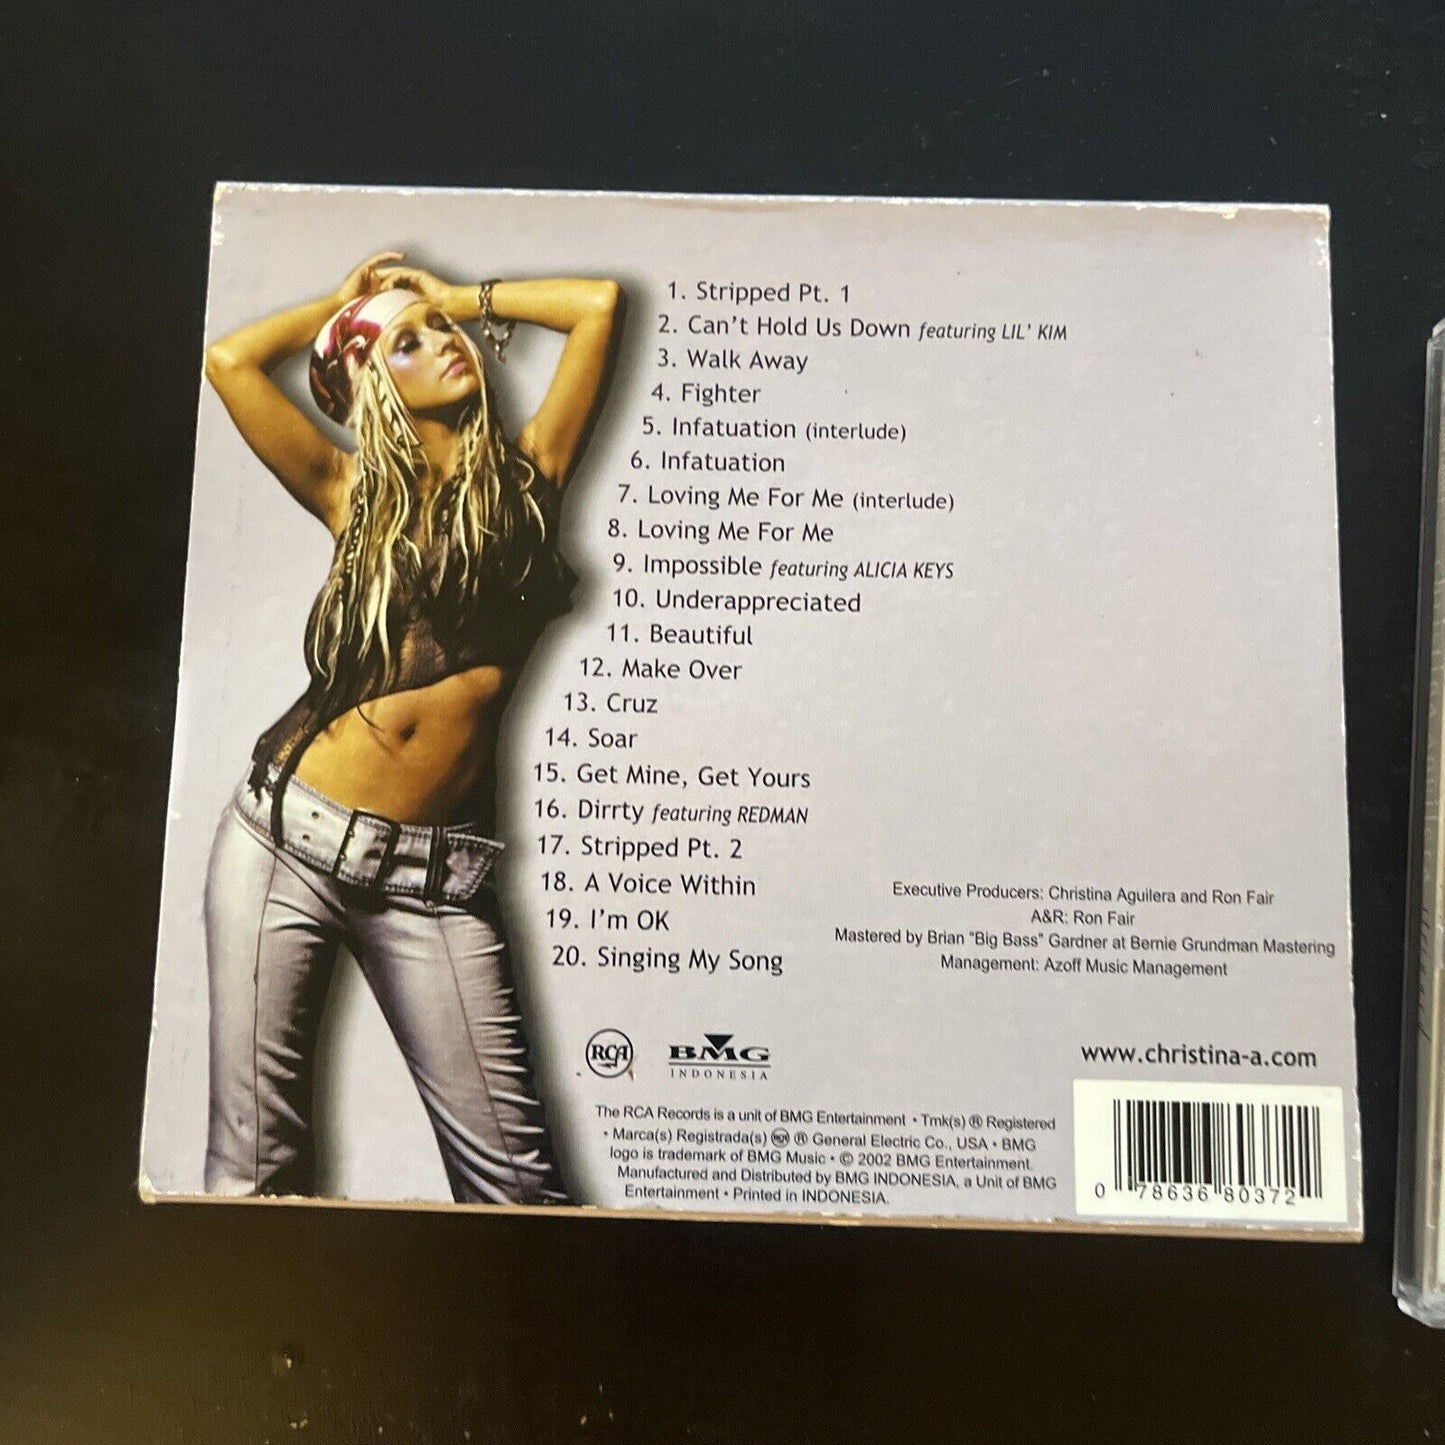 1. Stripped Pt. 1
2. Can't Hold Us Down featuring LIL' KIM
3. Walk Away
4. Fighter
5. Infatuation (interlude)
6. Infatuation
7. Loving Me For Me (interlude)
8. Loving Me For Me
9. Impossible featuring ALICIA KEYS
10. Underappreciated
11. Beautiful
12. Make Over
13. Cruz
14. Soar
15. Get Mine, Get Yours
16. Dirrty featuring REDMAN
17. Stripped Pt. 2
18. A Voice Within
19. I'm OK
20. Singing My Song
Executive Producers: Christina Aguilera and Ron Fair
A&R: Ron Fair
Mastered by Brian "Big Bass" Gardner at Bernie Grundman Mastering
Management: Azoff Music Management
RCA
BMG
INDONESIA
www.christina-a.com
The RCA Records is a unit of BMG Entertainment • Tmk(s) ® Registered
• Marca(s) Registrada(s) RCA ® General Electric Co., USA • BMG
logo is trademark of BMG Music • © 2002 BMG Entertainment.
Manufactured and Distributed by BMG INDONESIA, a Unit of BMG
Entertainment • Printed in INDONESIA.
0 78636 80372